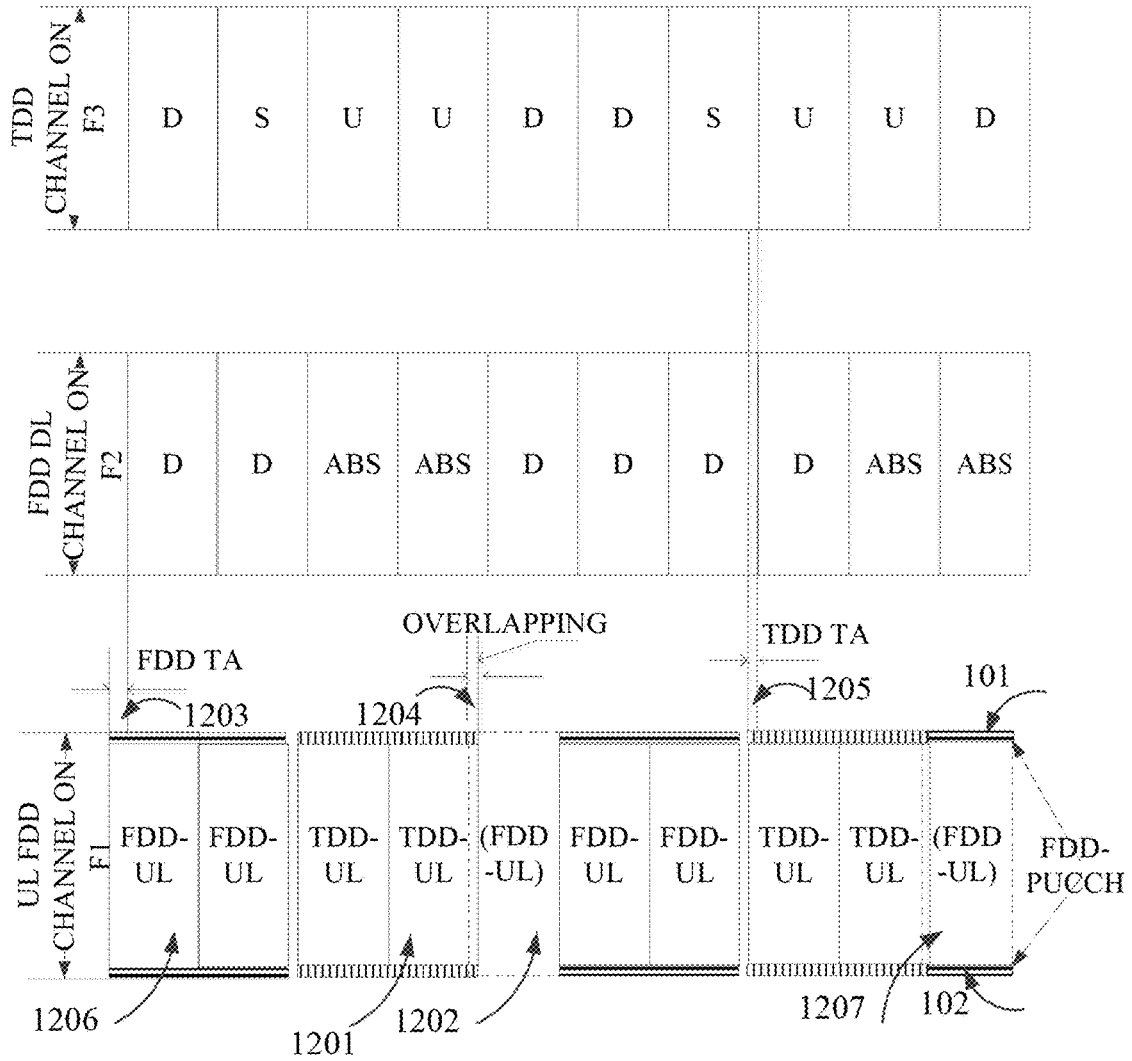 TDD
CHANNEL ON
F3
D S U U D D S U U D
FDD DL
CHANNEL ON
F2
D D ABS ABS D D D D ABS ABS
OVERLAPPING
FDD TA
TDD TA
1203
1204
1205
101
UL FDD
CHANNEL ON
F1
FDD-
UL
FDD-
UL
TDD-
UL
TDD-
UL
(FDD
-UL)
FDD-
UL
FDD-
UL
TDD-
UL
TDD-
UL
(FDD
-UL)
FDD-
PUCCH
1206
1201
1202
1207
102